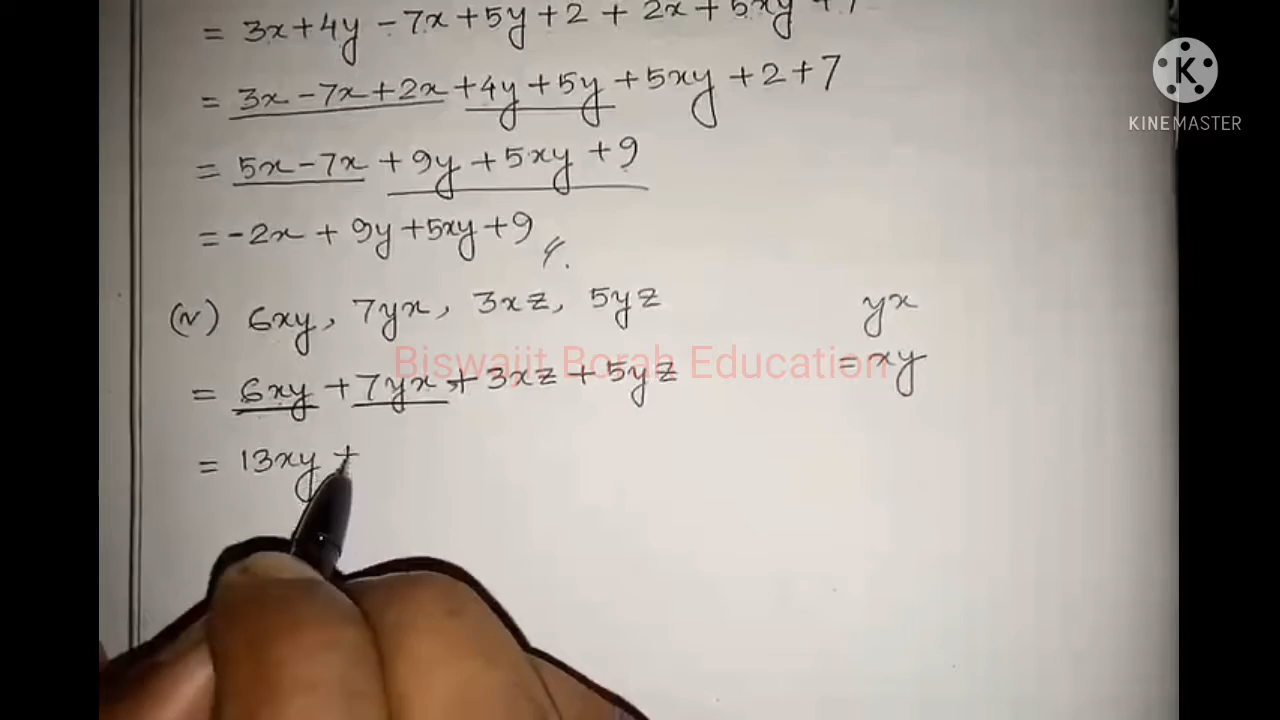 = 3x+4y - 7x+5y+2 + 2x+5xy+7
= 3x-7x+2x +4y+5y +5xy +2+7
= 5x-7x +9y+5xy+9
= -2x + 9y+5xy+9
6xy, 7yx, 3xz, 5yz
= 6xy +7yx + 3xz +5yz
= 13xy +
yx
= xy
Biswajit Borah Education
K
KINEMASTER